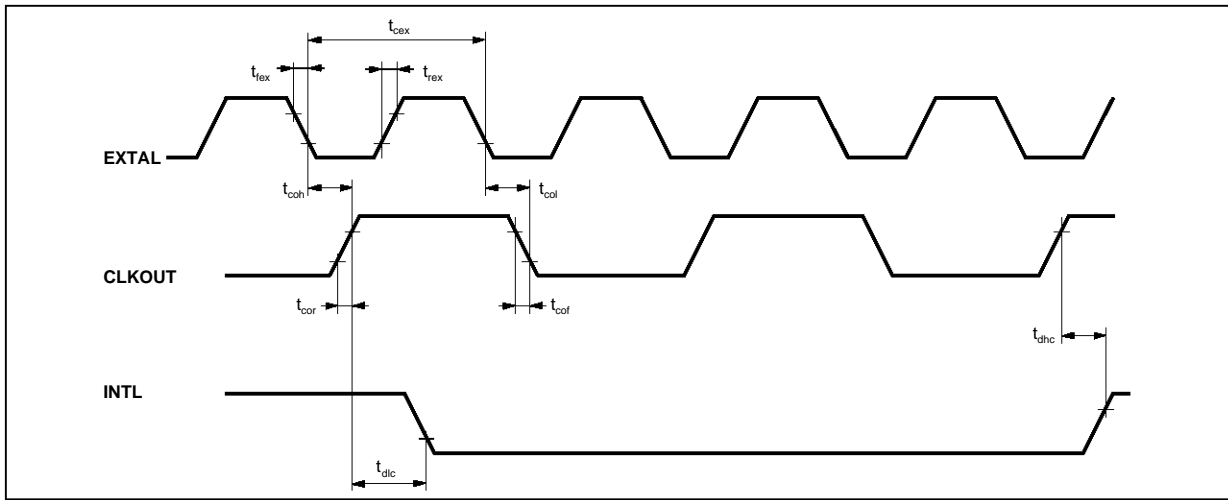 tcex
tfex
trex
EXTAL
tcoh
tcol
CLKOUT
tcor
tcof
tdhc
INTL
tdlc